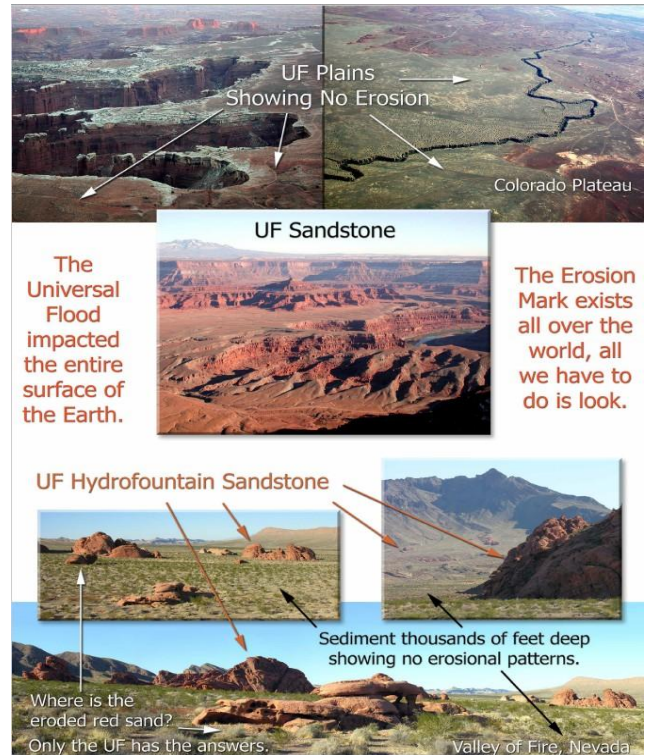 UF Plains
Showing No Erosion
Colorado Plateau
UF Sandstone
The
Universal
Flood
impacted
the entire
surface of
the Earth.
The Erosion
Mark exists
all over the
world, all
we have to
do is look.
UF Hydrofountain Sandstone
Sediment thousands of feet deep
showing no erosional patterns.
Where is the
eroded red sand?
Only the UF has the answers.
Valley of Fire, Nevada